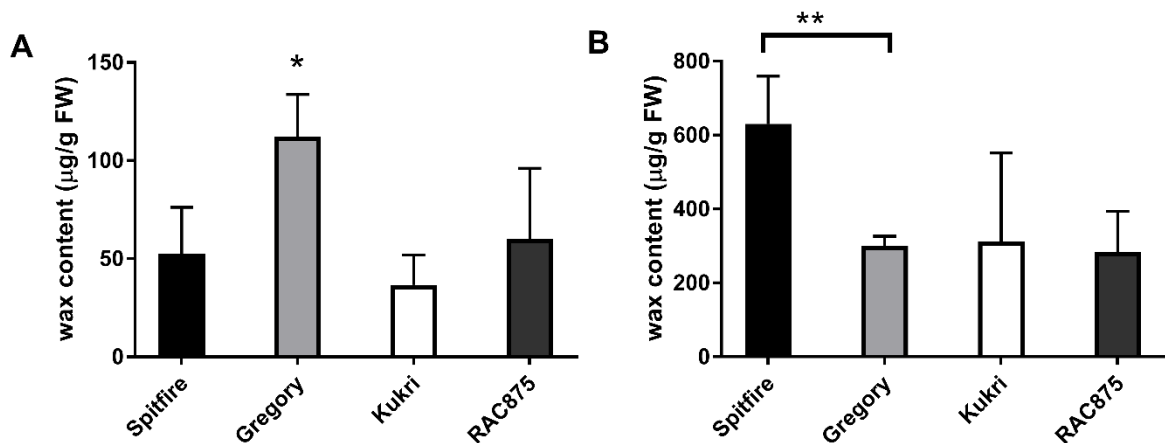 A
wax content (µg/g FW)
150
100
50
0
*
Spitfire
Gregory
Kukri
RAC875
B
wax content (µg/g FW)
800
600
400
200
0
**
Spitfire
Gregory
Kukri
RAC875